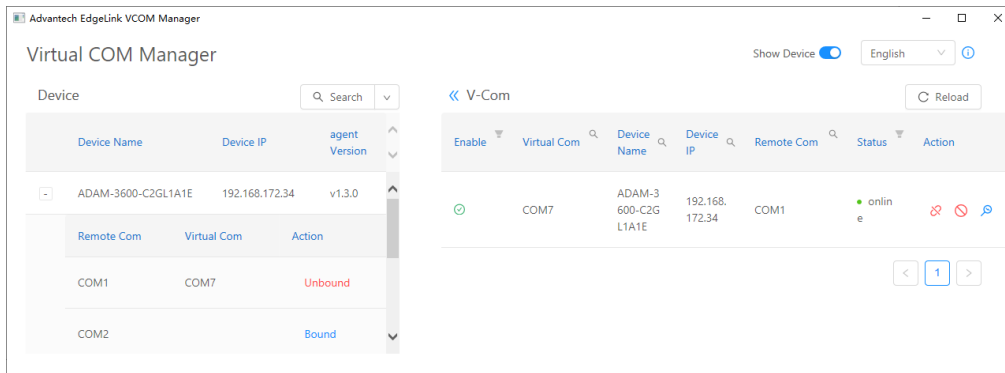 Advantech EdgeLink VCOM Manager
Virtual COM Manager
Show Device
English
Device
Search
V-Com
Reload
Device Name
Device IP
agent
Version
ADAM-3600-C2GL1A1E
192.168.172.34
v1.3.0
Remote Com
Virtual Com
Action
COM1
COM7
Unbound
COM2
Bound
Enable
Virtual Com
Device
Name
Device
IP
Remote Com
Status
Action
COM7
ADAM-3
600-C2G
L1A1E
192.168.
172.34
COM1
onlin
e
1